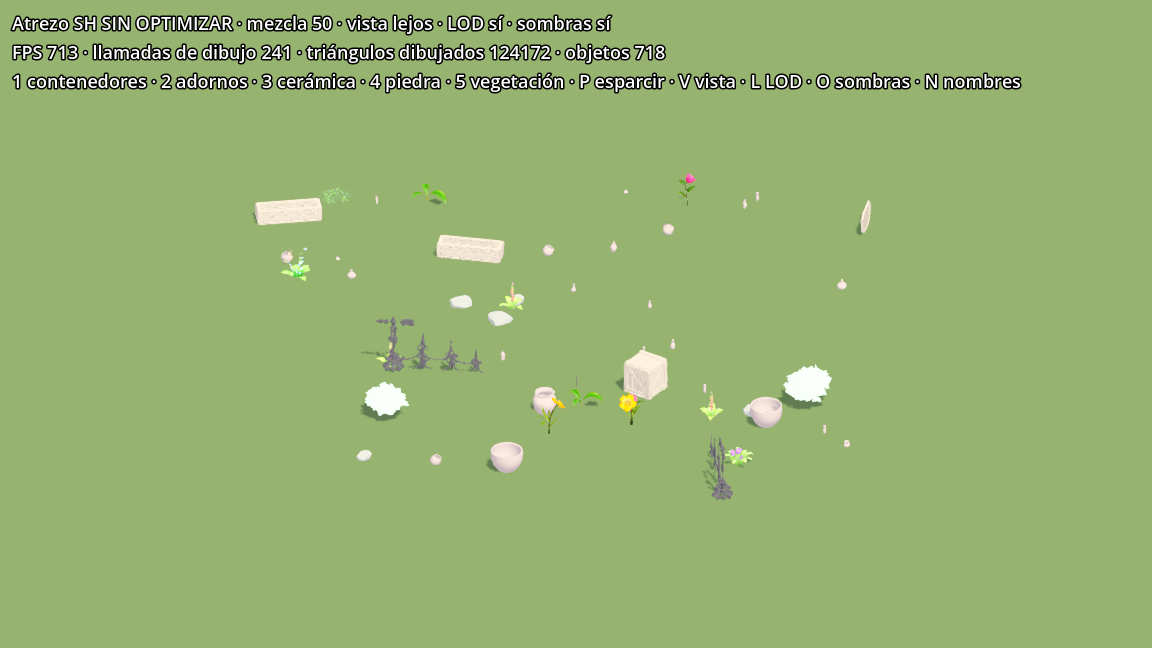 Atrezo SH SIN OPTIMIZAR · mezcla 50 · vista lejos · LOD sí · sombras sí
FPS 713 · llamadas de dibujo 241 · triángulos dibujados 124172 · objetos 718
1 contenedores · 2 adornos · 3 cerámica · 4 piedra · 5 vegetación · P esparcir · V vista · L LOD · O sombras · N nombres